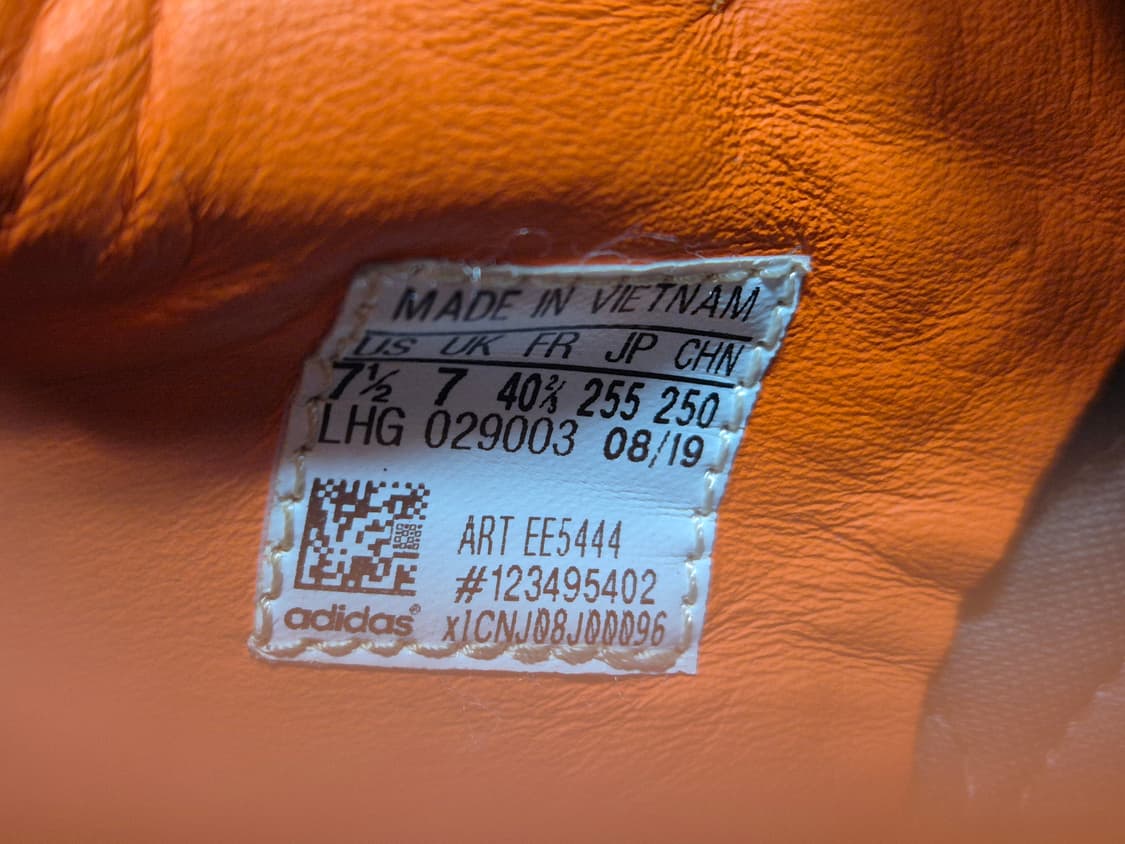 MADE IN VIETNAM
US UK FR JP CHN
7½ 7 40⅔ 255 250
LHG 029003 08/19
ART EE5444
#123495402
adidas® x1CNJ08J00096